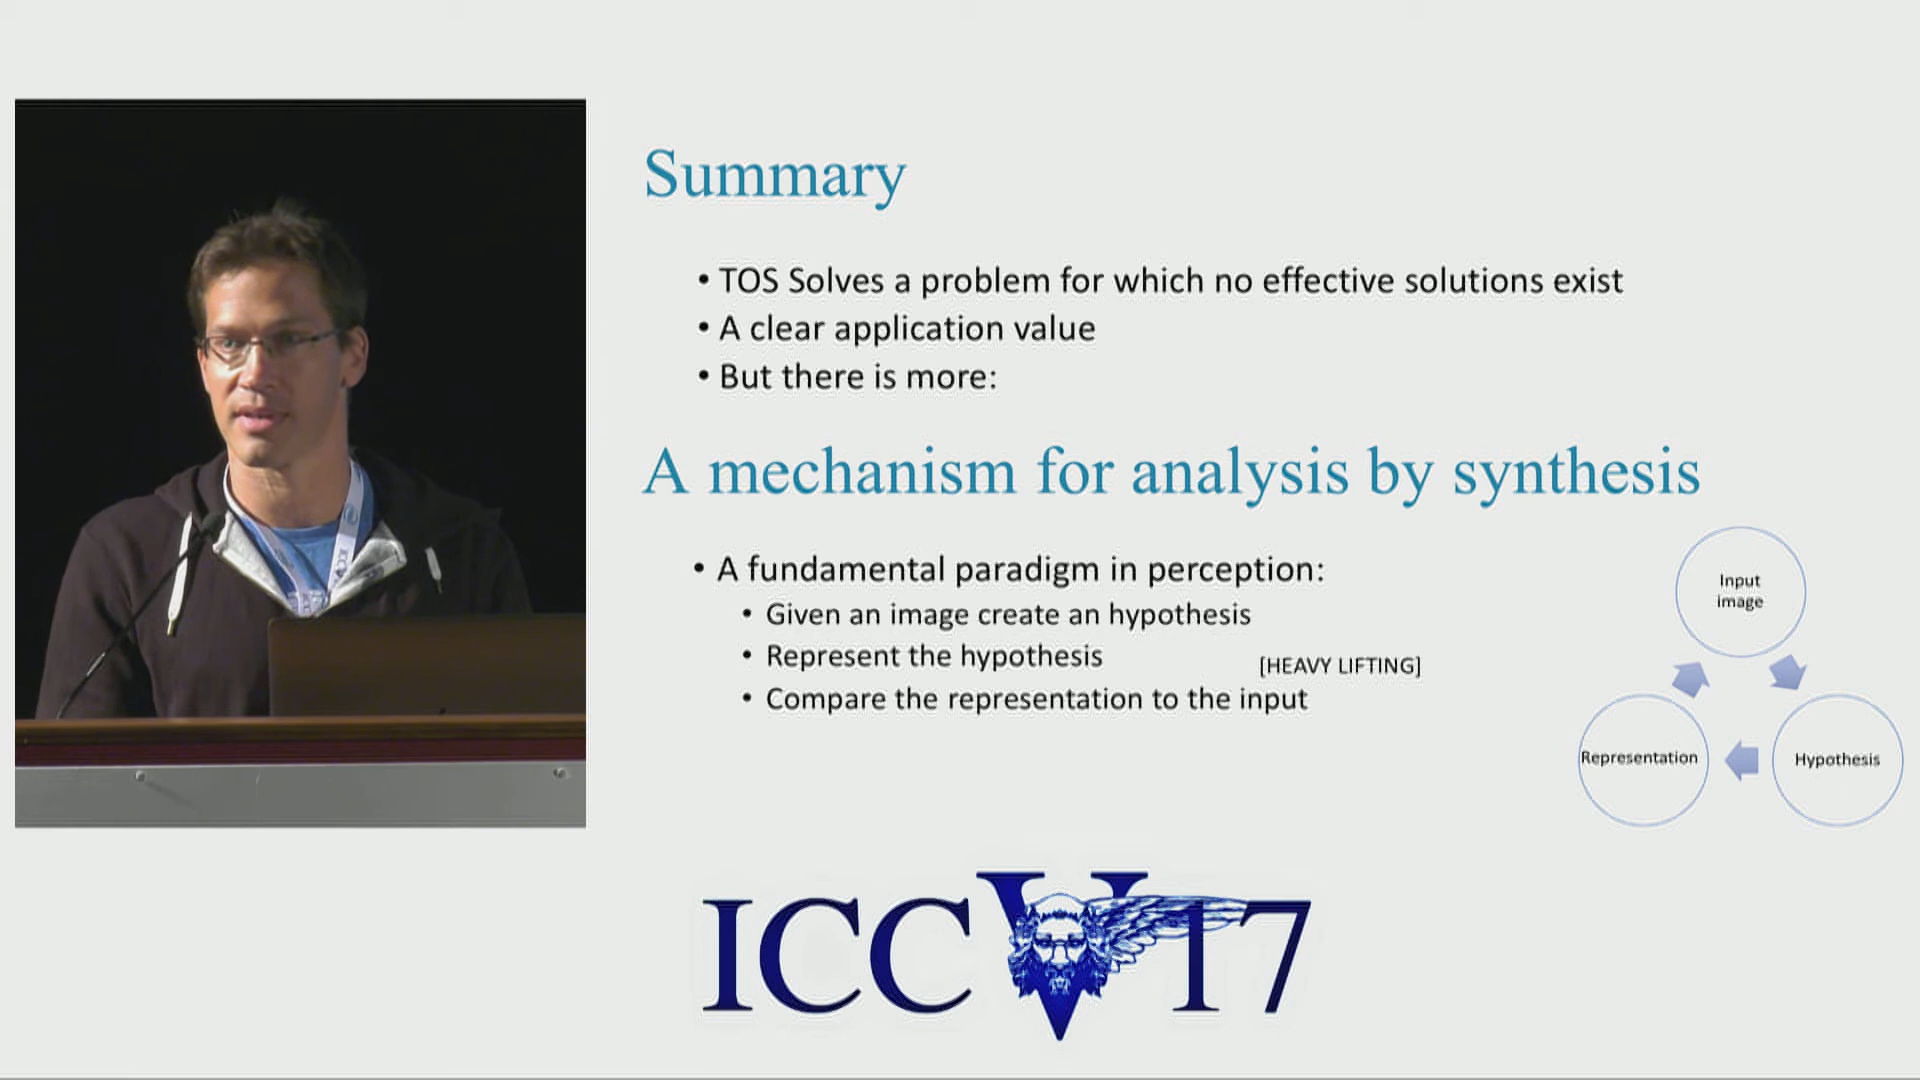 Summary
• TOS Solves a problem for which no effective solutions exist
• A clear application value
• But there is more:
A mechanism for analysis by synthesis
• A fundamental paradigm in perception:
• Given an image create an hypothesis
• Represent the hypothesis
[HEAVY LIFTING]
• Compare the representation to the input
Input
image
Representation
Hypothesis
ICCV17